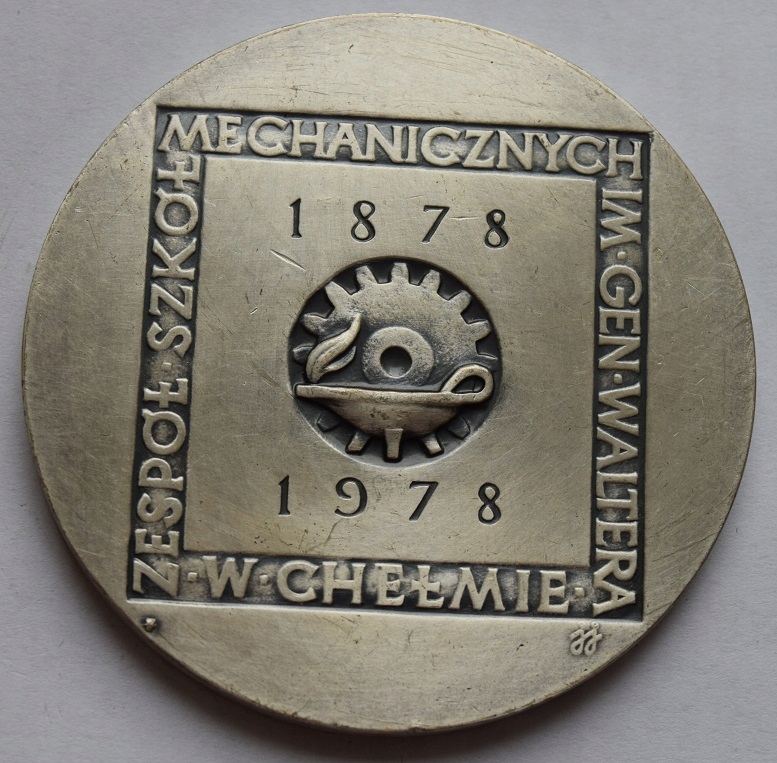 ZESPÓŁ · SZKÓŁ
MECHANICZNYCH
IM · GEN · WALTERA
· W · CHEŁMIE ·
1878
1978